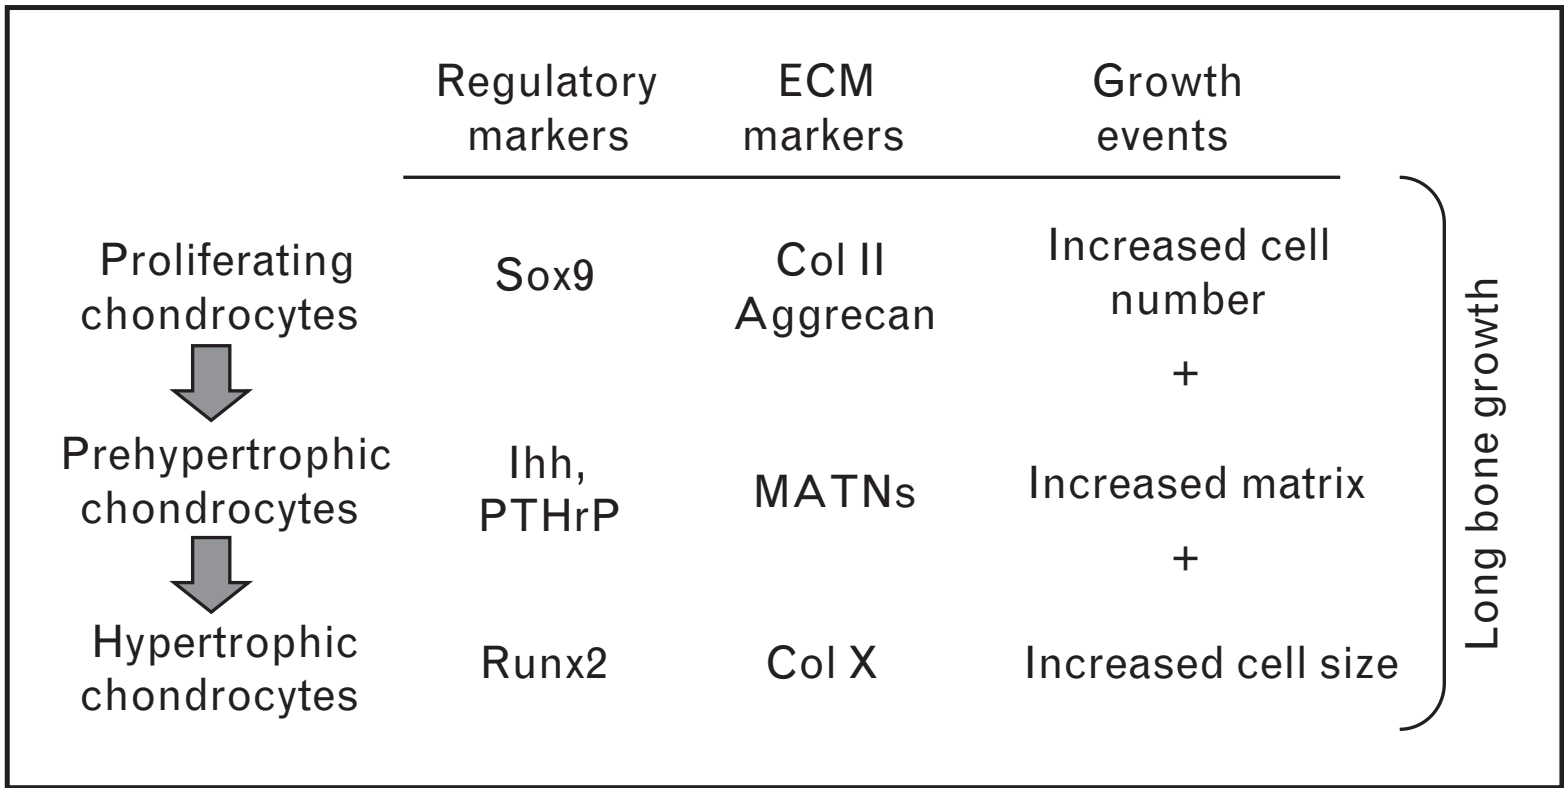 Regulatory
markers
ECM
markers
Growth
events
Proliferating
chondrocytes
Sox9
Col II
Aggrecan
Increased cell
number
+
Prehypertrophic
chondrocytes
Ihh,
PTHrP
MATNs
Increased matrix
+
Hypertrophic
chondrocytes
Runx2
Col X
Increased cell size
Long bone growth